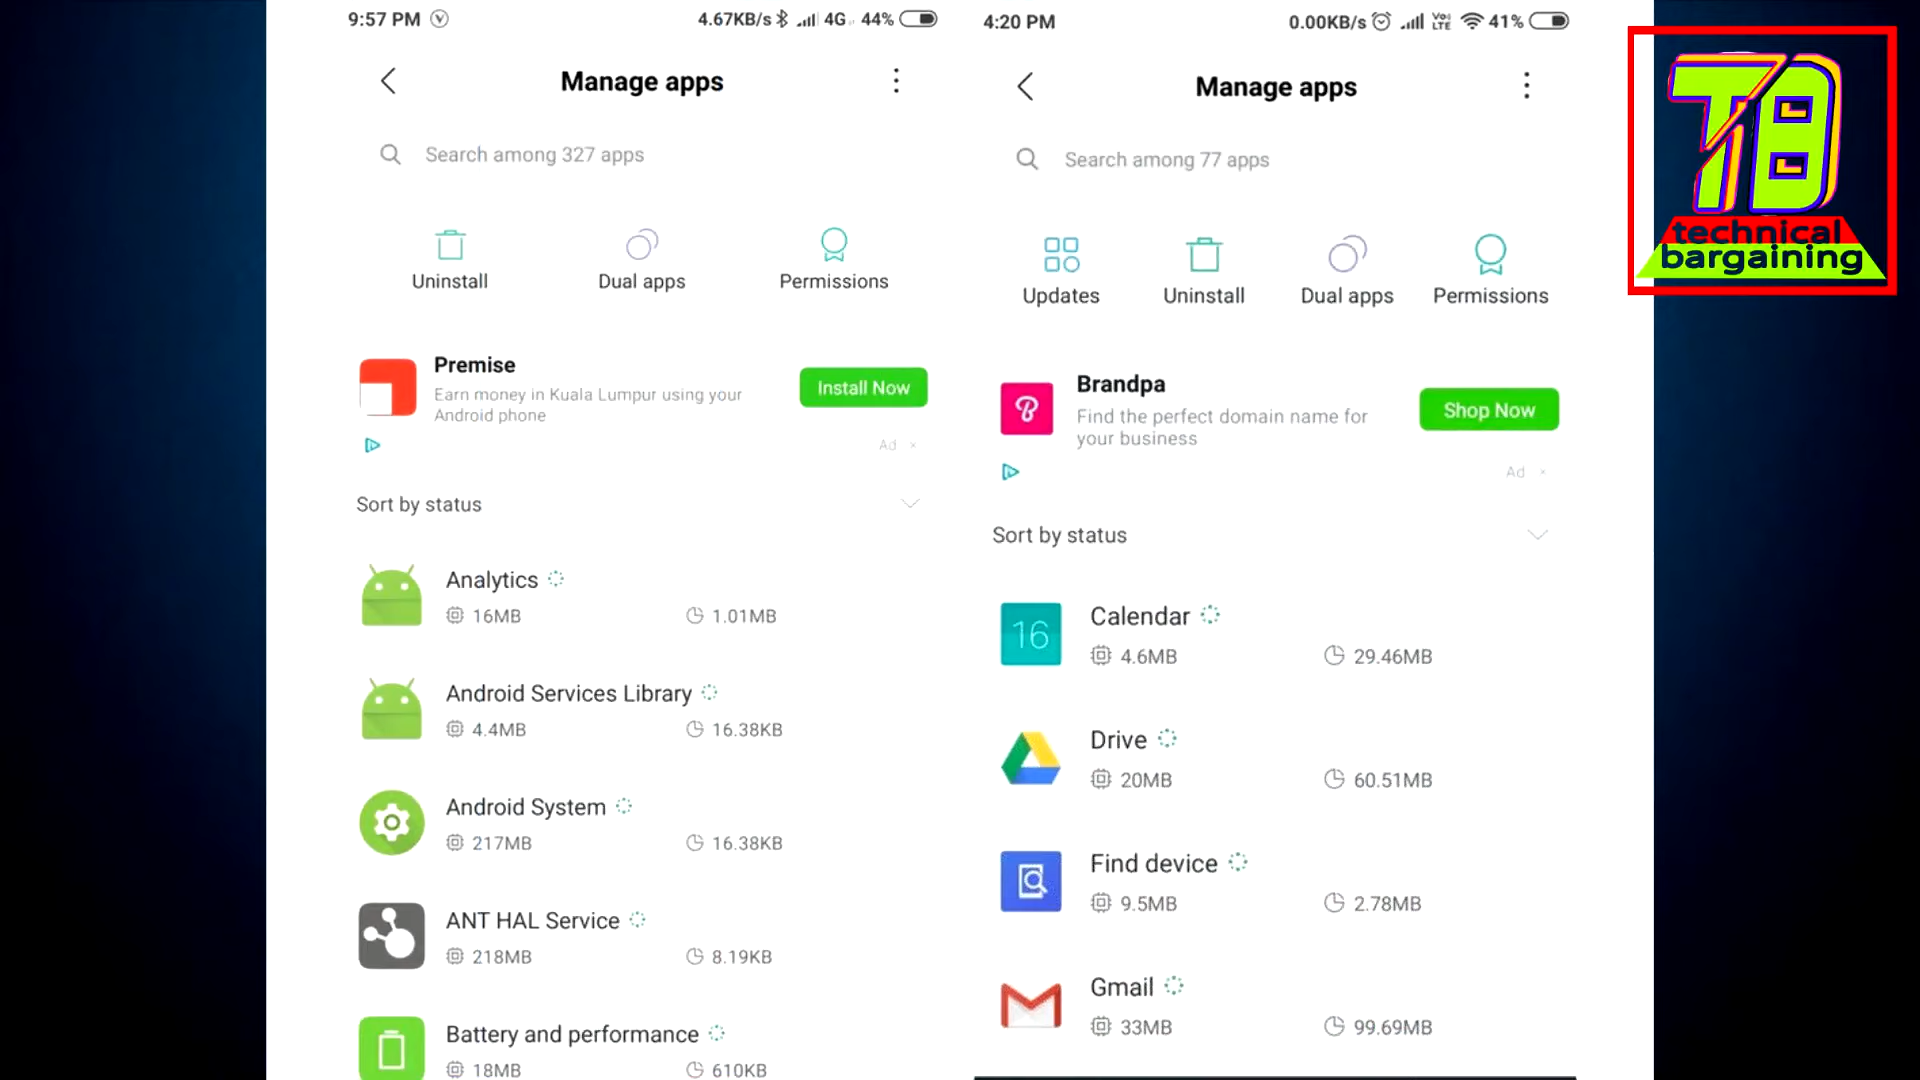 9:57 PM
4.67KB/s 4G 44%
Manage apps
Search among 327 apps
Uninstall
Dual apps
Permissions
Premise
Earn money in Kuala Lumpur using your
Android phone
Install Now
Ad
Sort by status
Analytics
16MB
1.01MB
Android Services Library
4.4MB
16.38KB
Android System
217MB
16.38KB
ANT HAL Service
218MB
8.19KB
Battery and performance
18MB
610KB
4:20 PM
0.00KB/s VoLTE 41%
Manage apps
Search among 77 apps
Updates
Uninstall
Dual apps
Permissions
B
Brandpa
Find the perfect domain name for
your business
Shop Now
Ad
Sort by status
16
Calendar
4.6MB
29.46MB
Drive
20MB
60.51MB
Find device
9.5MB
2.78MB
Gmail
33MB
99.69MB
TB
technical
bargaining